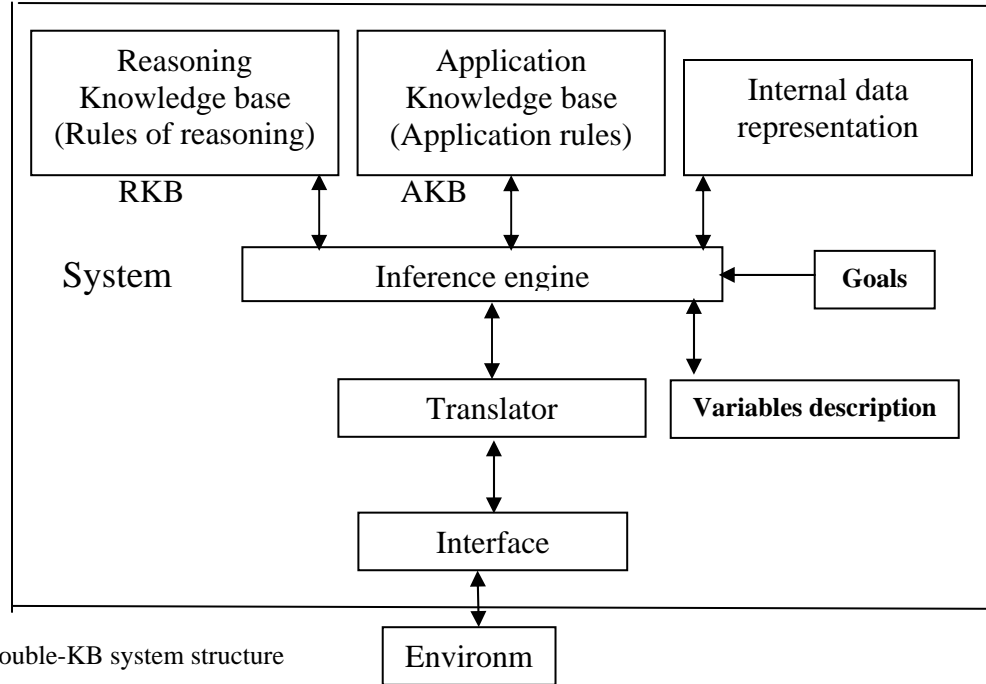 Reasoning
Knowledge base
(Rules of reasoning)
Application
Knowledge base
(Application rules)
Internal data
representation
RKB
AKB
System
Inference engine
Goals
Translator
Variables description
Interface
ouble-KB system structure
Environm